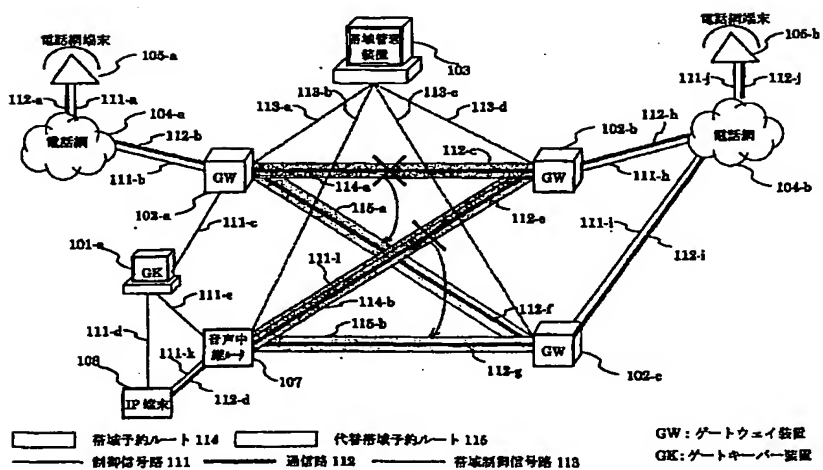 電話網端末
105-a
112-a
111-a
104-a
電話網
112-b
111-b
GW
102-a
111-c
101-a
GK
111-e
111-d
108
IP 端末
111-k
112-d
音声中
継ルート
107
帯域管理
装置
103
113-a
113-b
113-c
113-d
112-c
114-a
115-a
112-e
111-l
114-b
115-b
112-f
112-g
102-b
GW
112-h
111-h
GW
102-c
電話網端末
105-b
111-j
112-j
電話網
104-b
111-i
112-i
帯域予約ルート 114
代替帯域予約ルート 115
制御信号路 111
通信路 112
帯域制御信号路 113
GW：ゲートウェイ装置
GK：ゲートキーパー装置